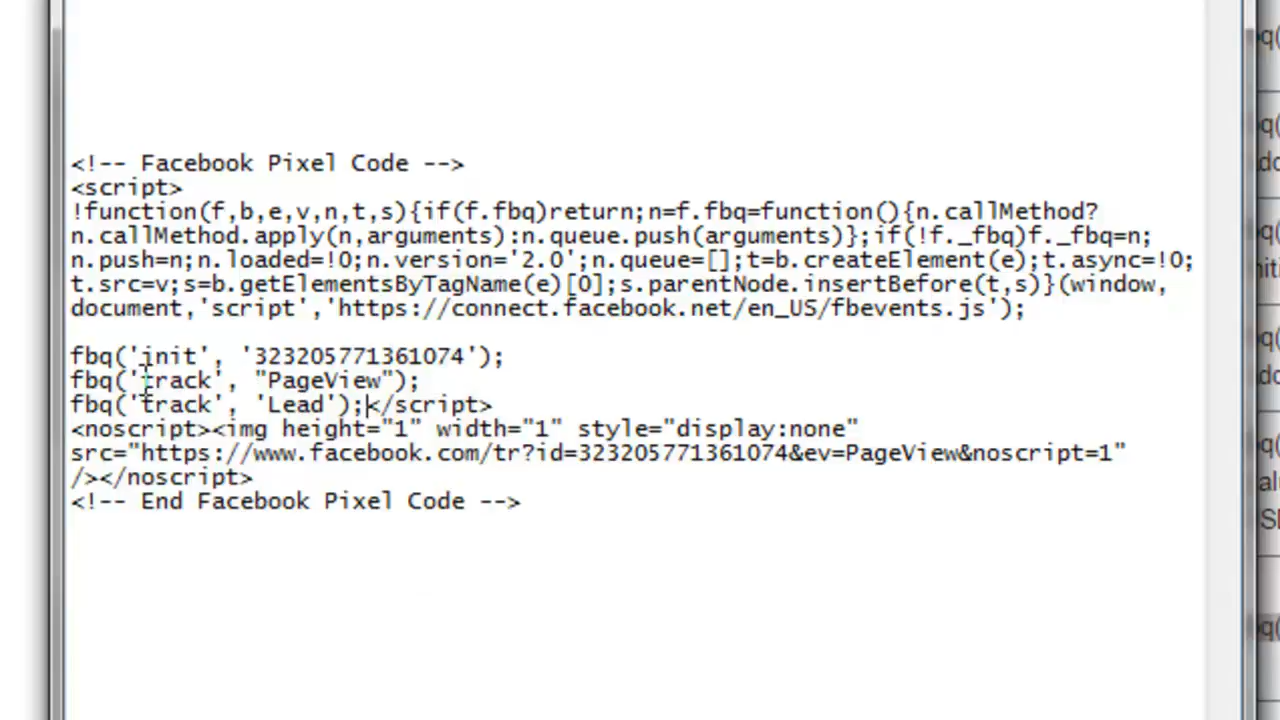 <!-- Facebook Pixel Code -->
<script>
!function(f,b,e,v,n,t,s){if(f.fbq)return;n=f.fbq=function(){n.callMethod?
n.callMethod.apply(n,arguments):n.queue.push(arguments)};if(!f._fbq)f._fbq=n;
n.push=n;n.loaded=!0;n.version='2.0';n.queue=[];t=b.createElement(e);t.async=!0;
t.src=v;s=b.getElementsByTagName(e)[0];s.parentNode.insertBefore(t,s)}(window,
document,'script','https://connect.facebook.net/en_US/fbevents.js');
fbq('init', '323205771361074');
fbq('track', "PageView");
fbq('track', 'Lead');</script>
<noscript><img height="1" width="1" style="display:none"
src="https://www.facebook.com/tr?id=323205771361074&ev=PageView&noscript=1"
/></noscript>
<!-- End Facebook Pixel Code -->